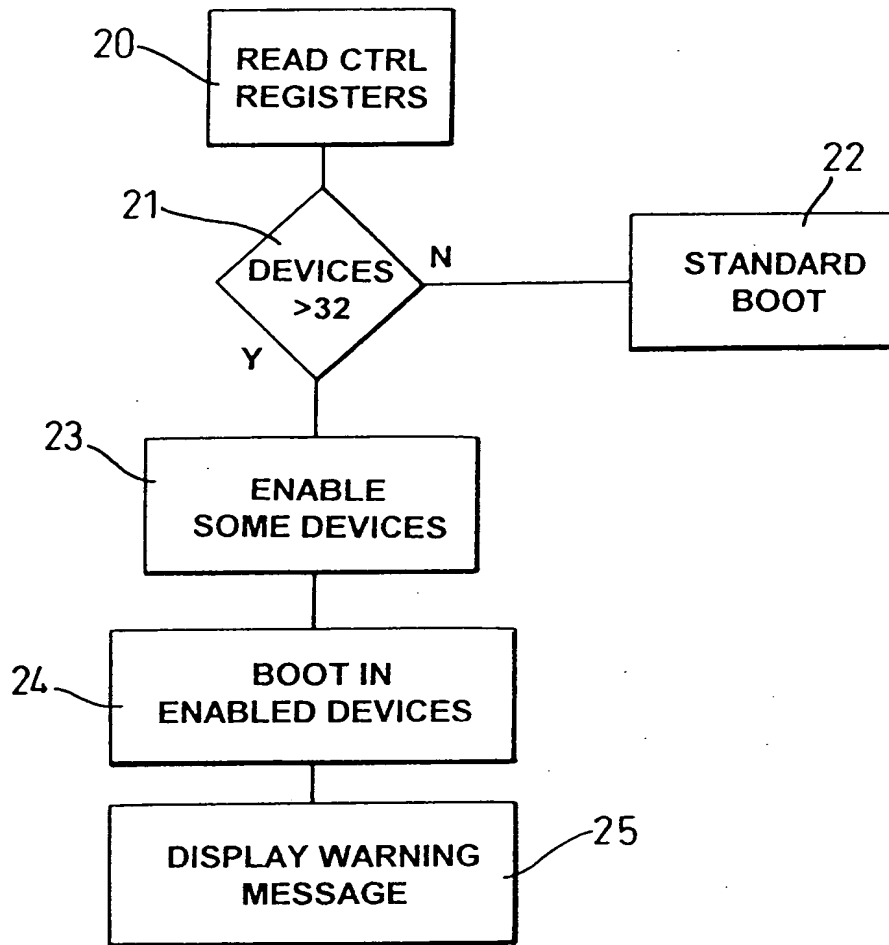 20
READ CTRL
REGISTERS
21
DEVICES
>32
N
Y
22
STANDARD
BOOT
23
ENABLE
SOME DEVICES
24
BOOT IN
ENABLED DEVICES
25
DISPLAY WARNING
MESSAGE